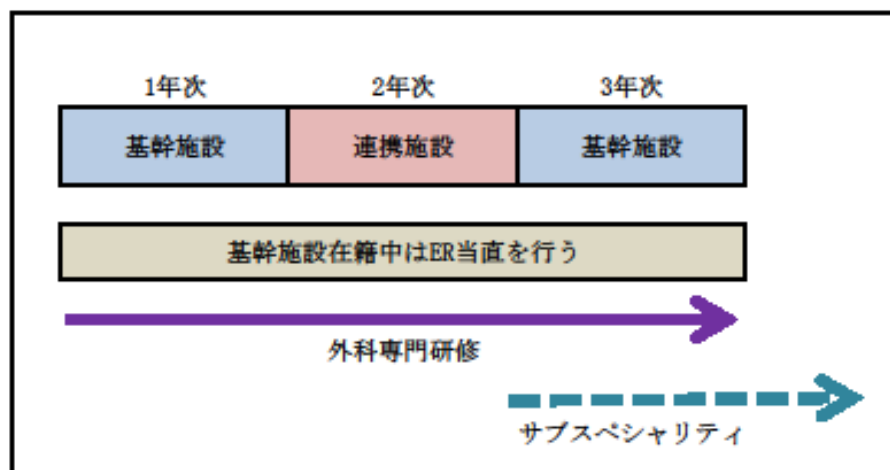 1年次 2年次 3年次
基幹施設 連携施設 基幹施設
基幹施設在籍中はER当直を行う
外科専門研修
サブスペシャリティ